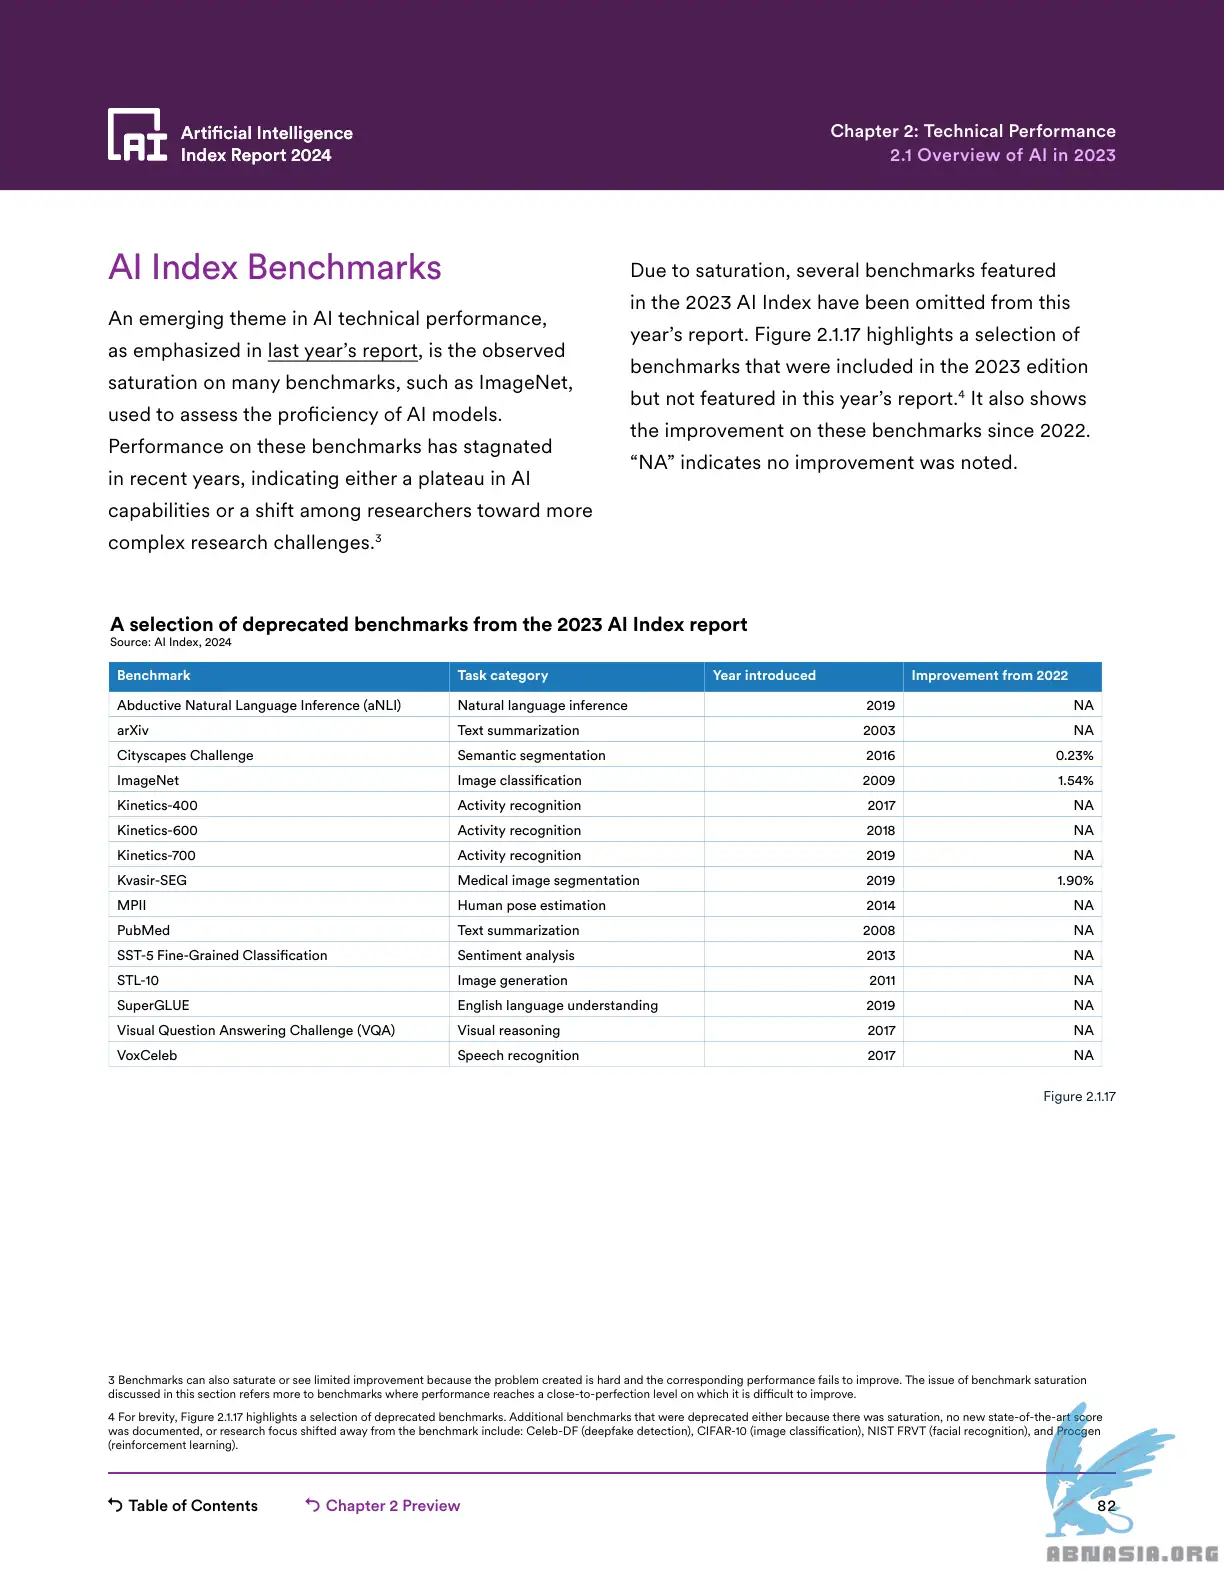 Artificial Intelligence
Index Report 2024
Chapter 2: Technical Performance
2.1 Overview of AI in 2023
AI Index Benchmarks
An emerging theme in AI technical performance,
as emphasized in last year’s report, is the observed
saturation on many benchmarks, such as ImageNet,
used to assess the proficiency of AI models.
Performance on these benchmarks has stagnated
in recent years, indicating either a plateau in AI
capabilities or a shift among researchers toward more
complex research challenges.3
Due to saturation, several benchmarks featured
in the 2023 AI Index have been omitted from this
year’s report. Figure 2.1.17 highlights a selection of
benchmarks that were included in the 2023 edition
but not featured in this year’s report.4 It also shows
the improvement on these benchmarks since 2022.
“NA” indicates no improvement was noted.
A selection of deprecated benchmarks from the 2023 AI Index report
Source: AI Index, 2024
Benchmark Task category Year introduced Improvement from 2022
Abductive Natural Language Inference (aNLI) Natural language inference 2019 NA
arXiv Text summarization 2003 NA
Cityscapes Challenge Semantic segmentation 2016 0.23%
ImageNet Image classification 2009 1.54%
Kinetics-400 Activity recognition 2017 NA
Kinetics-600 Activity recognition 2018 NA
Kinetics-700 Activity recognition 2019 NA
Kvasir-SEG Medical image segmentation 2019 1.90%
MPII Human pose estimation 2014 NA
PubMed Text summarization 2008 NA
SST-5 Fine-Grained Classification Sentiment analysis 2013 NA
STL-10 Image generation 2011 NA
SuperGLUE English language understanding 2019 NA
Visual Question Answering Challenge (VQA) Visual reasoning 2017 NA
VoxCeleb Speech recognition 2017 NA
Figure 2.1.17
3 Benchmarks can also saturate or see limited improvement because the problem created is hard and the corresponding performance fails to improve. The issue of benchmark saturation
discussed in this section refers more to benchmarks where performance reaches a close-to-perfection level on which it is difficult to improve.
4 For brevity, Figure 2.1.17 highlights a selection of deprecated benchmarks. Additional benchmarks that were deprecated either because there was saturation, no new state-of-the-art score
was documented, or research focus shifted away from the benchmark include: Celeb-DF (deepfake detection), CIFAR-10 (image classification), NIST FRVT (facial recognition), and Procgen
(reinforcement learning).
Table of Contents
Chapter 2 Preview
82
ABNASIA.ORG